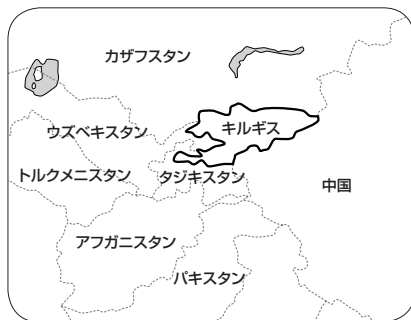 カザフスタン
ウズベキスタン
キルギス
トルクメニスタン
タジキスタン
中国
アフガニスタン
パキスタン